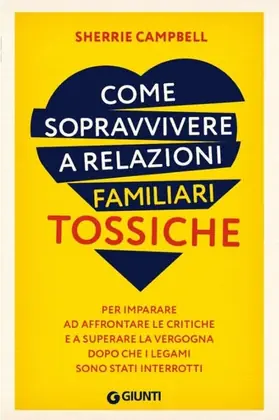 SHERRIE CAMPBELL
COME
SOPRAVVIVERE
A RELAZIONI
FAMILIARI
TOSSICHE
PER IMPARARE
AD AFFRONTARE LE CRITICHE
E A SUPERARE LA VERGOGNA
DOPO CHE I LEGAMI
SONO STATI INTERROTTI
GIUNTI